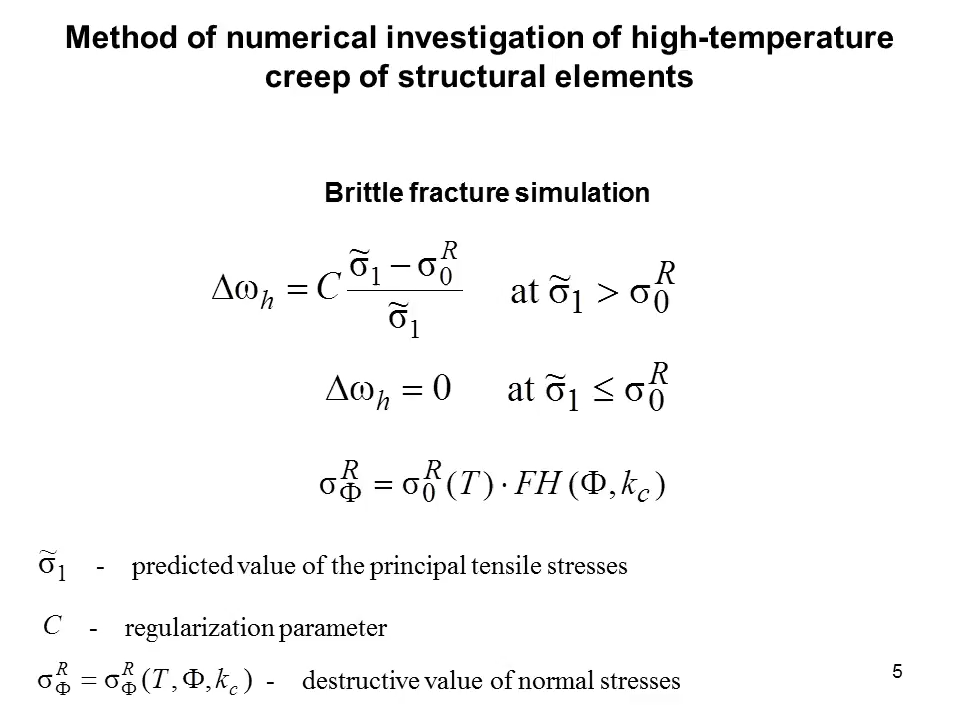 Method of numerical investigation of high-temperature
creep of structural elements
Brittle fracture simulation
Δω_h = C (σ̃_1 − σ_0^R) / σ̃_1 at σ̃_1 > σ_0^R
Δω_h = 0 at σ̃_1 ≤ σ_0^R
σ_Φ^R = σ_0^R (T) · FH (Φ, k_c)
σ̃_1 - predicted value of the principal tensile stresses
C - regularization parameter
σ_Φ^R = σ_Φ^R (T, Φ, k_c) - destructive value of normal stresses
5